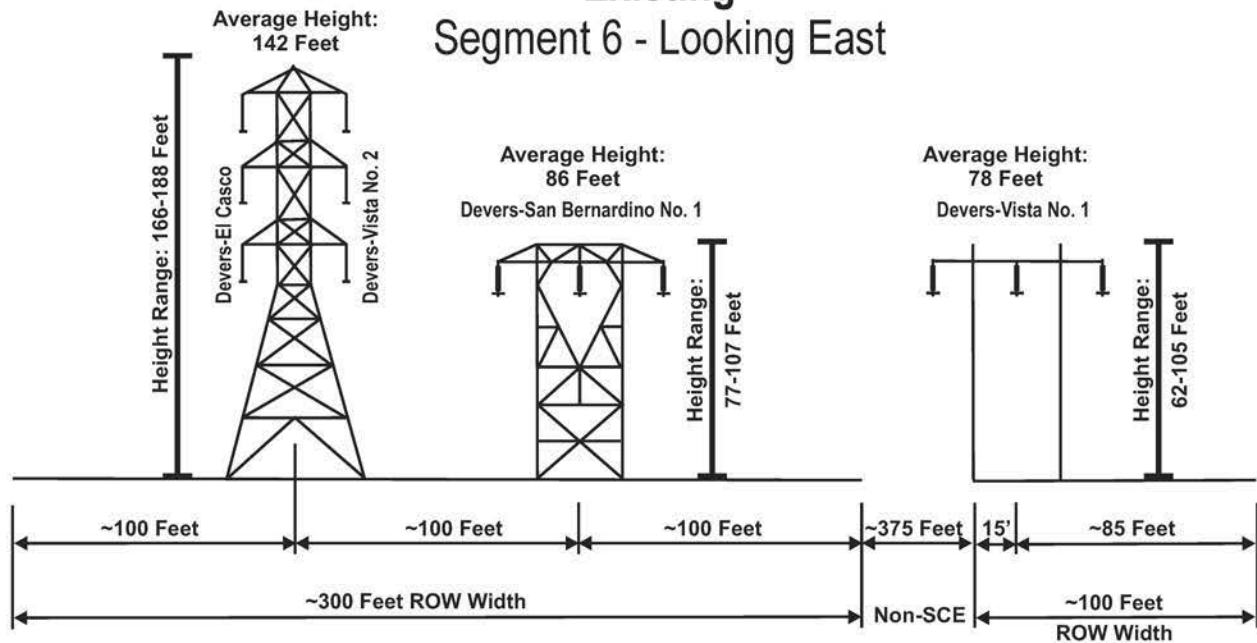 Segment 6 - Looking East
Average Height:
142 Feet
Height Range: 166-188 Feet
Devers-El Casco
Devers-Vista No. 2
Average Height:
86 Feet
Devers-San Bernardino No. 1
Height Range:
77-107 Feet
Average Height:
78 Feet
Devers-Vista No. 1
Height Range:
62-105 Feet
~100 Feet
~100 Feet
~100 Feet
~375 Feet
15'
~85 Feet
~300 Feet ROW Width
Non-SCE
~100 Feet
ROW Width